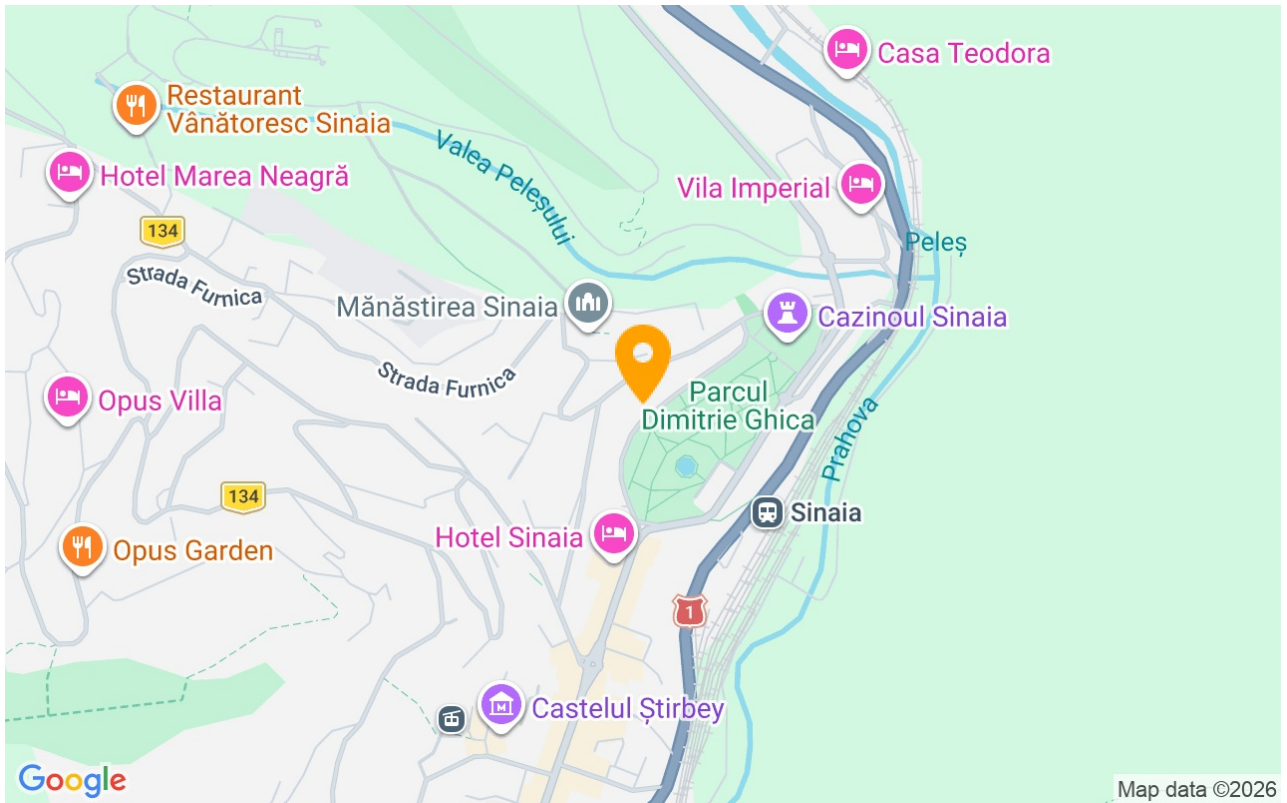 Casa Teodora
Restaurant
Vânătoresc Sinaia
Valea Peleșului
Hotel Marea Neagră
Vila Imperial
134
Peleș
Strada Furnica
Mănăstirea Sinaia
Cazinoul Sinaia
Strada Furnica
Parcul
Dimitrie Ghica
Opus Villa
Prahova
134
Sinaia
Hotel Sinaia
Opus Garden
1
Castelul Știrbey
M
Google
Map data ©2026